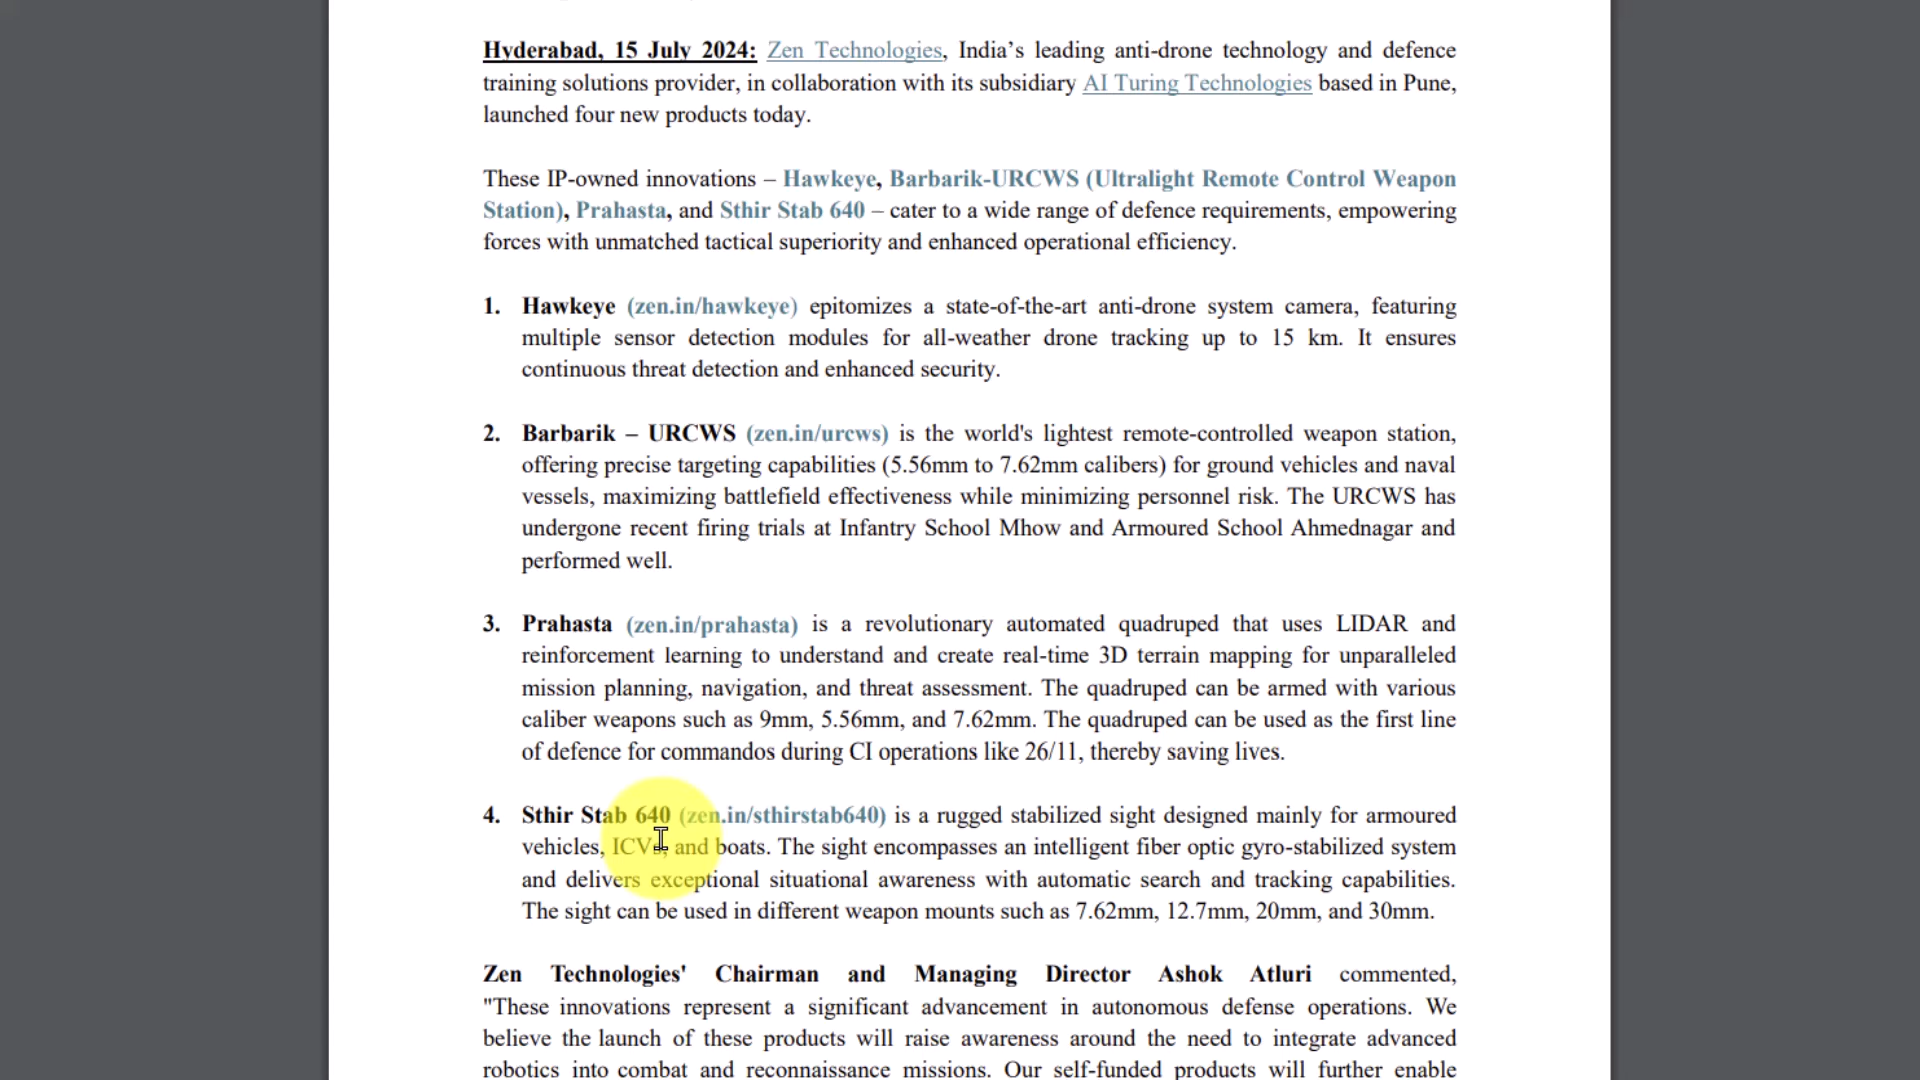 Hyderabad, 15 July 2024: Zen Technologies, India’s leading anti-drone technology and defence
training solutions provider, in collaboration with its subsidiary AI Turing Technologies based in Pune,
launched four new products today.
These IP-owned innovations – Hawkeye, Barbarik-URCWS (Ultralight Remote Control Weapon
Station), Prahasta, and Sthir Stab 640 – cater to a wide range of defence requirements, empowering
forces with unmatched tactical superiority and enhanced operational efficiency.
1. Hawkeye (zen.in/hawkeye) epitomizes a state-of-the-art anti-drone system camera, featuring
multiple sensor detection modules for all-weather drone tracking up to 15 km. It ensures
continuous threat detection and enhanced security.
2. Barbarik – URCWS (zen.in/urcws) is the world's lightest remote-controlled weapon station,
offering precise targeting capabilities (5.56mm to 7.62mm calibers) for ground vehicles and naval
vessels, maximizing battlefield effectiveness while minimizing personnel risk. The URCWS has
undergone recent firing trials at Infantry School Mhow and Armoured School Ahmednagar and
performed well.
3. Prahasta (zen.in/prahasta) is a revolutionary automated quadruped that uses LIDAR and
reinforcement learning to understand and create real-time 3D terrain mapping for unparalleled
mission planning, navigation, and threat assessment. The quadruped can be armed with various
caliber weapons such as 9mm, 5.56mm, and 7.62mm. The quadruped can be used as the first line
of defence for commandos during CI operations like 26/11, thereby saving lives.
4. Sthir Stab 640 (zen.in/sthirstab640) is a rugged stabilized sight designed mainly for armoured
vehicles, ICVs, and boats. The sight encompasses an intelligent fiber optic gyro-stabilized system
and delivers exceptional situational awareness with automatic search and tracking capabilities.
The sight can be used in different weapon mounts such as 7.62mm, 12.7mm, 20mm, and 30mm.
Zen Technologies' Chairman and Managing Director Ashok Atluri commented,
"These innovations represent a significant advancement in autonomous defense operations. We
believe the launch of these products will raise awareness around the need to integrate advanced
robotics into combat and reconnaissance missions. Our self-funded products will further enable